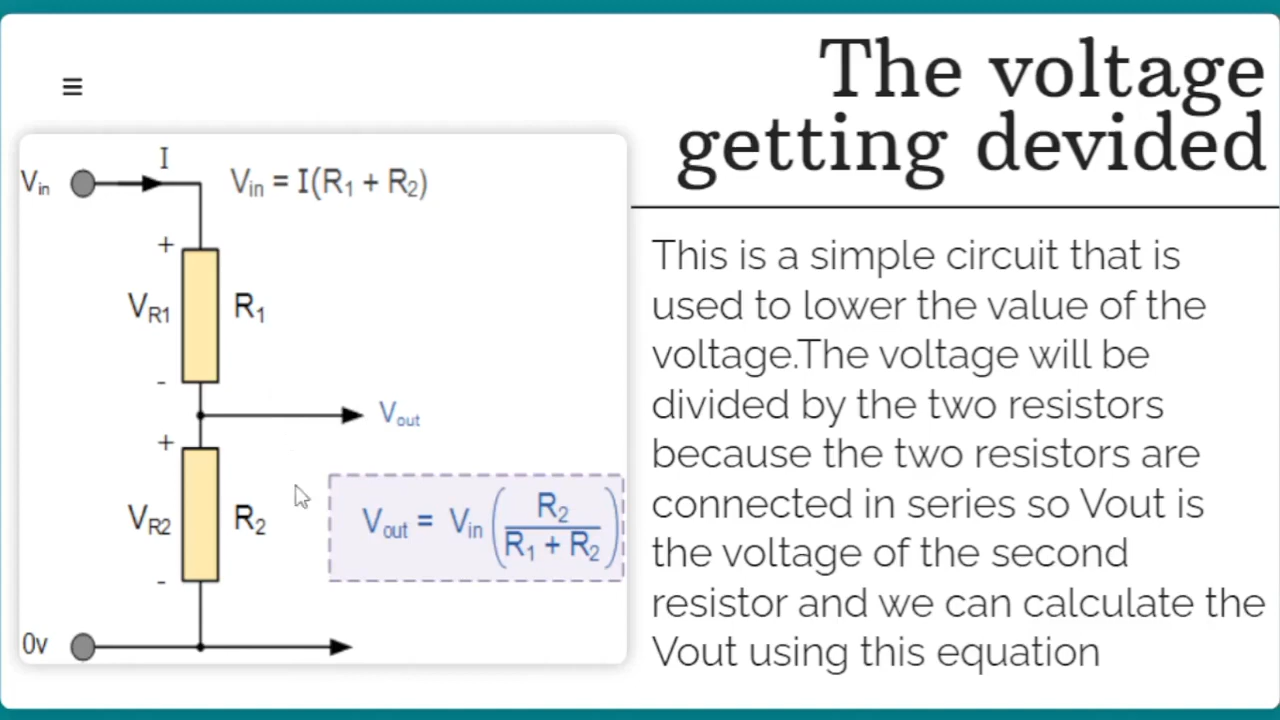 The voltage
getting devided
I
Vin
Vin = I(R1 + R2)
+
VR1
R1
-
Vout
+
VR2
R2
-
Vout = Vin (R2 / R1 + R2)
0v
This is a simple circuit that is
used to lower the value of the
voltage.The voltage will be
divided by the two resistors
because the two resistors are
connected in series so Vout is
the voltage of the second
resistor and we can calculate the
Vout using this equation